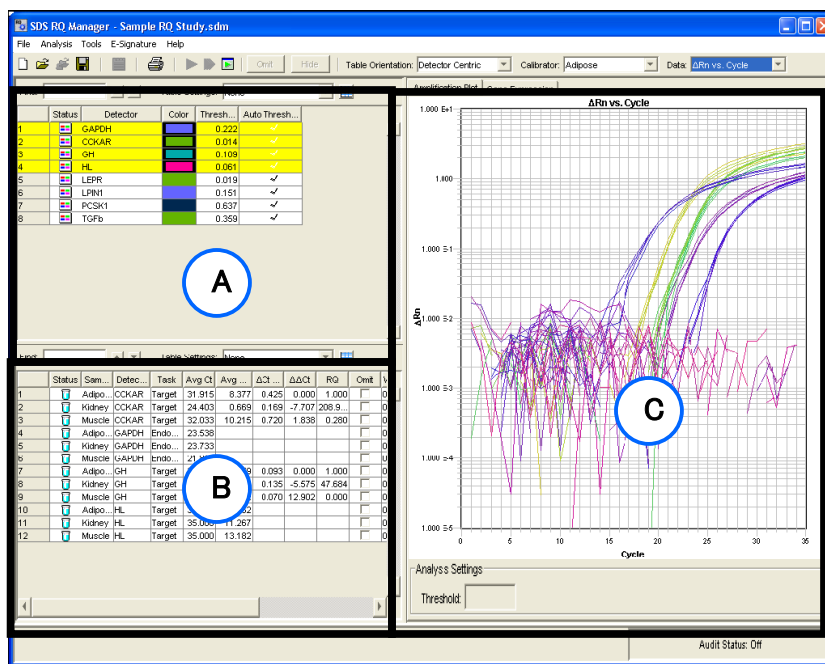 SDS RQ Manager - Sample RQ Study.sdm
File Analysis Tools E-Signature Help
Omit Hide Table Orientation: Detector Centric Calibrator: Adipose Data: ΔRn vs. Cycle
Status Detector Color Thresh... Auto Thresh...
1 GAPDH 0.222
2 CCKAR 0.014
3 GH 0.109
4 HL 0.061
5 LEPR 0.019 ✓
6 LPIN1 0.151 ✓
7 PCSK1 0.637 ✓
8 TGFb 0.359 ✓
A
Status Sam... Detec... Task Avg Ct Avg ... ΔCt ... ΔΔCt RQ Omit
1 Adipo... CCKAR Target 31.915 8.377 0.425 0.000 1.000
2 Kidney CCKAR Target 24.403 0.669 0.169 -7.707 208.9...
3 Muscle CCKAR Target 32.033 10.215 0.720 1.838 0.280
4 Adipo... GAPDH Endo... 23.538
5 Kidney GAPDH Endo... 23.733
6 Muscle GAPDH Endo...
7 Adipo... GH Target 0.093 0.000 1.000
8 Kidney GH Target 0.135 -5.575 47.684
9 Muscle GH Target 0.070 12.902 0.000
10 Adipo... HL Target
11 Kidney HL Target 35.000 11.267
12 Muscle HL Target 35.000 13.182
B
Amplification Plot Gene Expression
ΔRn vs. Cycle
1.000 E+1
1.000
1.000 E-1
1.000 E-2
1.000 E-3
1.000 E-4
1.000 E-5
ΔRn
0 5 10 15 20 25 30 35
Cycle
C
Analysis Settings
Threshold:
Audit Status: Off